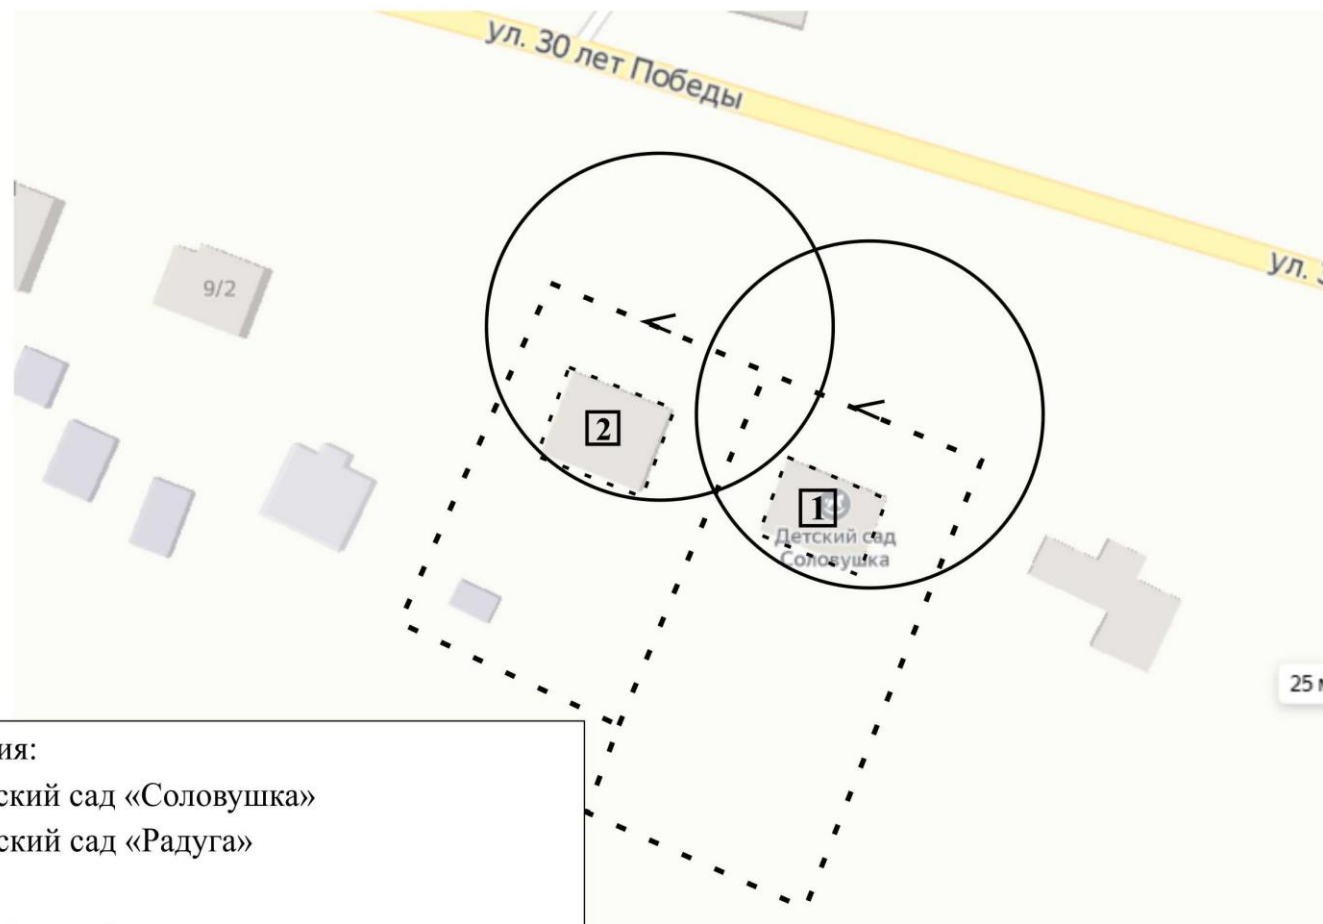 ул. 30 лет Победы
ул. 3
9/2
2
1
Детский сад
Соловушка
25 м
ия:
ский сад «Соловушка»
ский сад «Радуга»